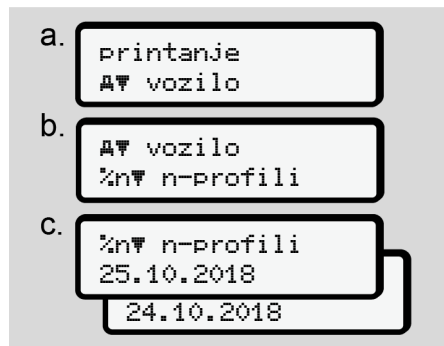 a.
printanje
A▼ vozilo
b.
A▼ vozilo
%n▼ n-profili
c.
%n▼ n-profili
25.10.2018
24.10.2018